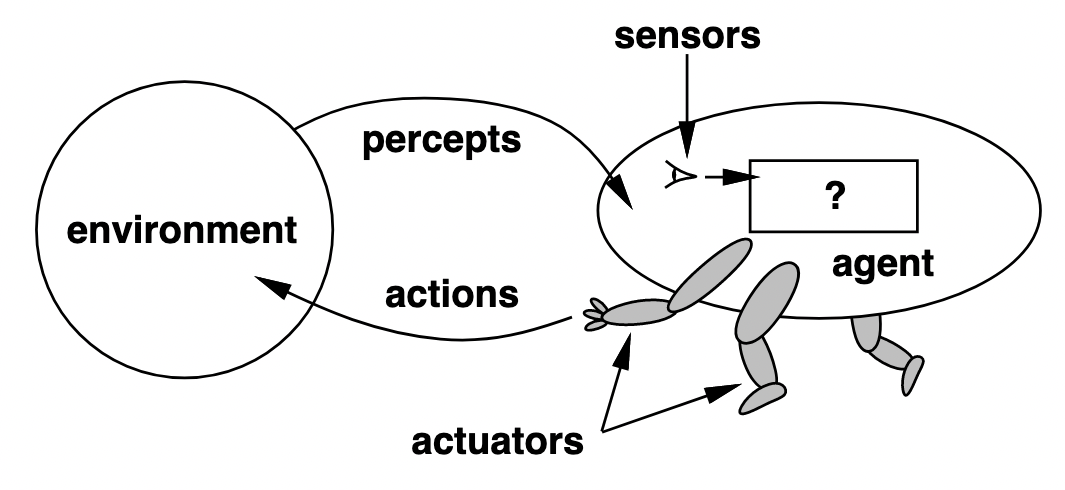 sensors
percepts
environment
?
agent
actions
actuators